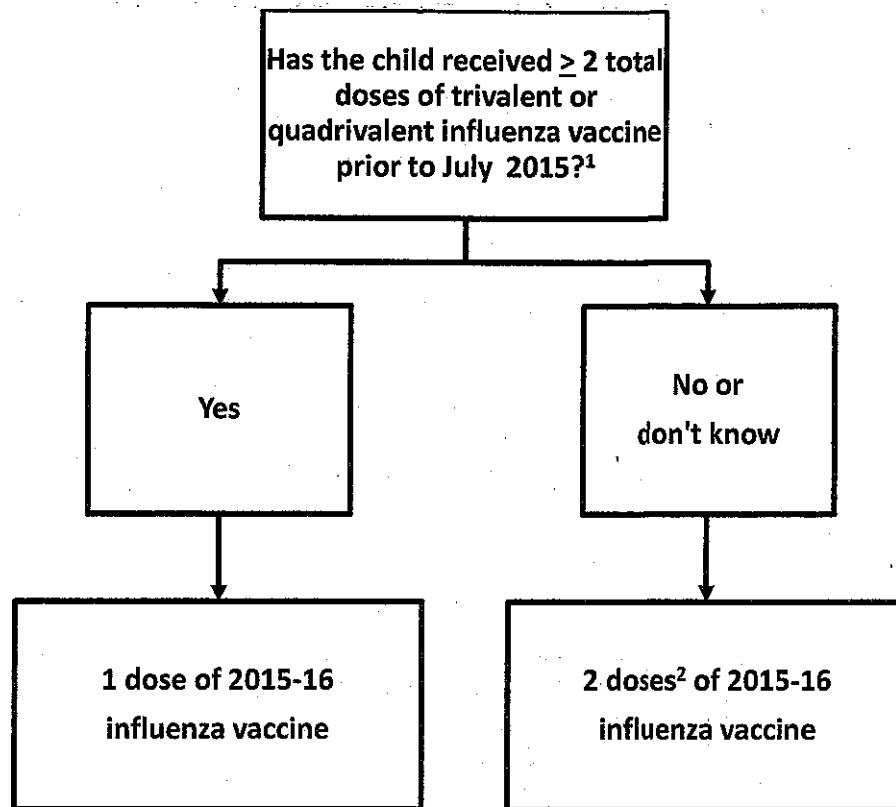 Has the child received ≥ 2 total
doses of trivalent or
quadrivalent influenza vaccine
prior to July 2015?¹
Yes
No or
don't know
1 dose of 2015-16
influenza vaccine
2 doses² of 2015-16
influenza vaccine